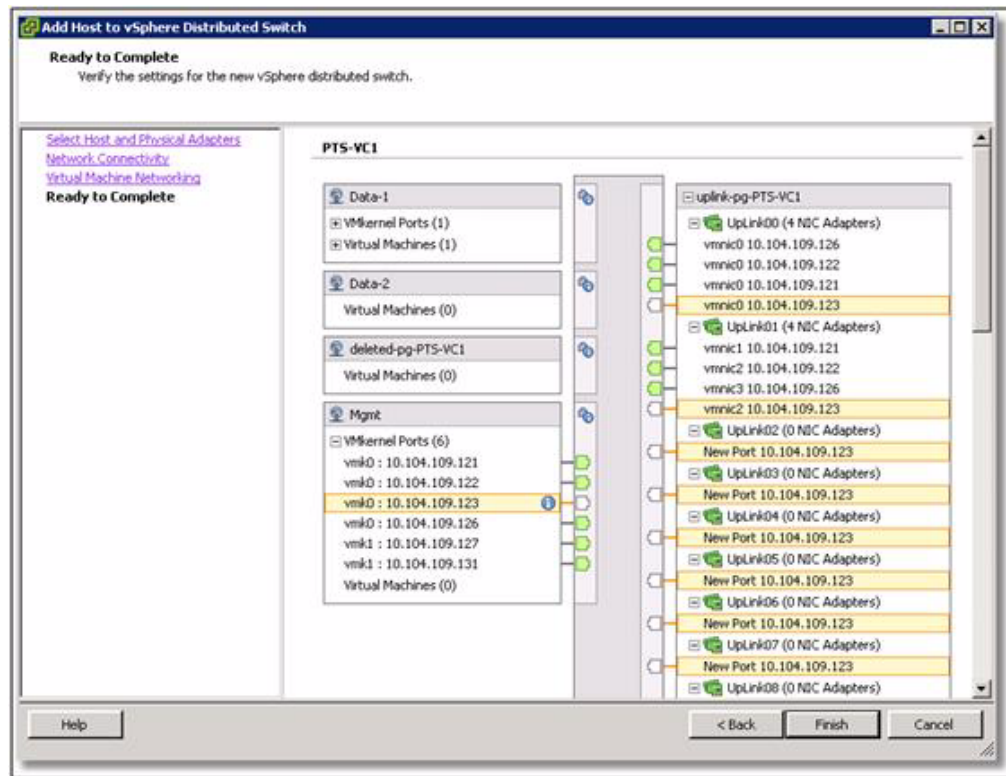 Add Host to vSphere Distributed Switch
Ready to Complete
Verify the settings for the new vSphere distributed switch.
Select Host and Physical Adapters
Network Connectivity
Virtual Machine Networking
Ready to Complete
PTS-VC1
Data-1
VMkernel Ports (1)
Virtual Machines (1)
Data-2
Virtual Machines (0)
deleted-pg-PTS-VC1
Virtual Machines (0)
Mgmt
VMkernel Ports (6)
vmk0 : 10.104.109.121
vmk0 : 10.104.109.122
vmk0 : 10.104.109.123
vmk0 : 10.104.109.126
vmk1 : 10.104.109.127
vmk1 : 10.104.109.131
Virtual Machines (0)
uplink-pg-PTS-VC1
UpLink00 (4 NIC Adapters)
vmnic0 10.104.109.126
vmnic0 10.104.109.122
vmnic0 10.104.109.121
vmnic0 10.104.109.123
UpLink01 (4 NIC Adapters)
vmnic1 10.104.109.121
vmnic2 10.104.109.122
vmnic3 10.104.109.126
vmnic2 10.104.109.123
UpLink02 (0 NIC Adapters)
New Port 10.104.109.123
UpLink03 (0 NIC Adapters)
New Port 10.104.109.123
UpLink04 (0 NIC Adapters)
New Port 10.104.109.123
UpLink05 (0 NIC Adapters)
New Port 10.104.109.123
UpLink06 (0 NIC Adapters)
New Port 10.104.109.123
UpLink07 (0 NIC Adapters)
New Port 10.104.109.123
UpLink08 (0 NIC Adapters)
Help
< Back
Finish
Cancel